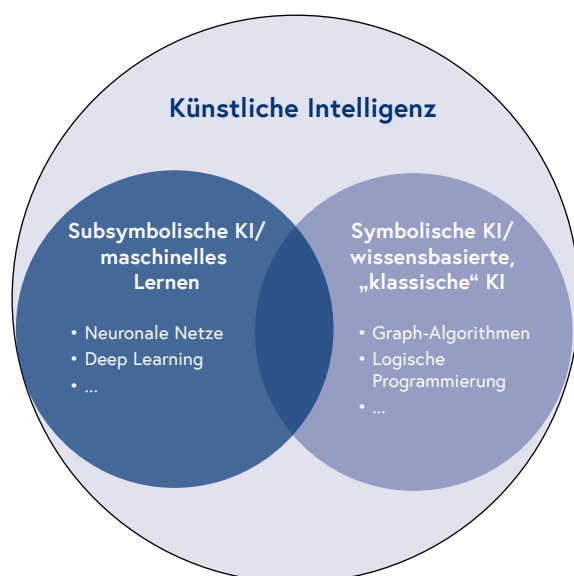 Künstliche Intelligenz
Subsymbolische KI/
maschinelles
Lernen
• Neuronale Netze
• Deep Learning
• ...
Symbolische KI/
wissensbasierte,
„klassische“ KI
• Graph-Algorithmen
• Logische
Programmierung
• ...